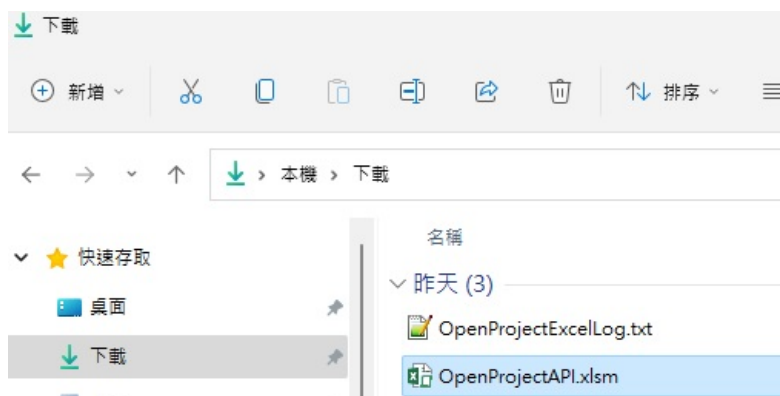 下載
新增
排序
本機 > 下載
名稱
快速存取
昨天 (3)
桌面
OpenProjectExcelLog.txt
下載
OpenProjectAPI.xlsm